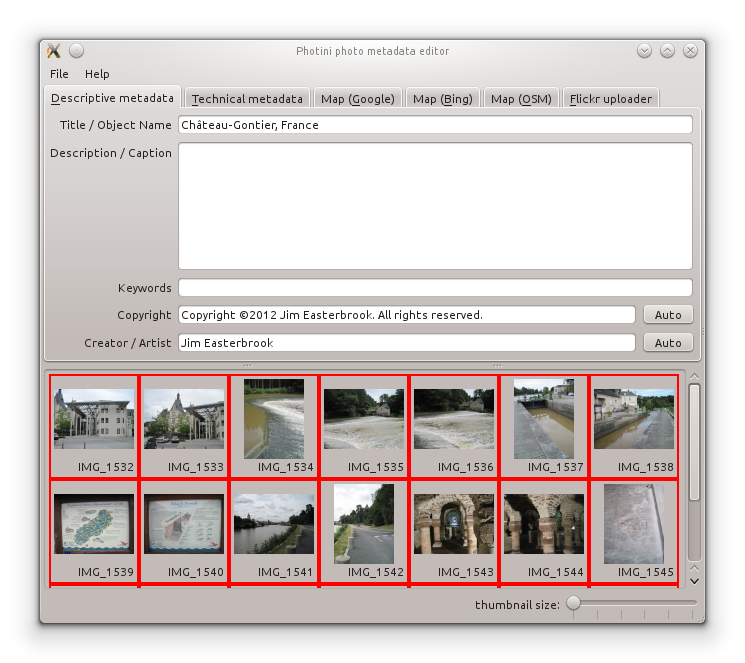 Photini photo metadata editor
File Help
Descriptive metadata Technical metadata Map (Google) Map (Bing) Map (OSM) Flickr uploader
Title / Object Name Château-Gontier, France
Description / Caption
Keywords
Copyright Copyright ©2012 Jim Easterbrook. All rights reserved. Auto
Creator / Artist Jim Easterbrook Auto
IMG_1532 IMG_1533 IMG_1534 IMG_1535 IMG_1536 IMG_1537 IMG_1538
IMG_1539 IMG_1540 IMG_1541 IMG_1542 IMG_1543 IMG_1544 IMG_1545
thumbnail size: